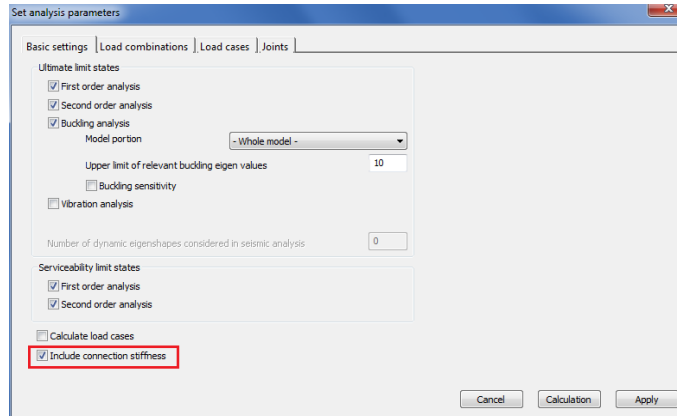 Set analysis parameters
Basic settings Load combinations Load cases Joints
Ultimate limit states
First order analysis
Second order analysis
Buckling analysis
Model portion - Whole model -
Upper limit of relevant buckling eigen values 10
Buckling sensitivity
Vibration analysis
Number of dynamic eigenshapes considered in seismic analysis 0
Serviceability limit states
First order analysis
Second order analysis
Calculate load cases
Include connection stiffness
Cancel Calculation Apply